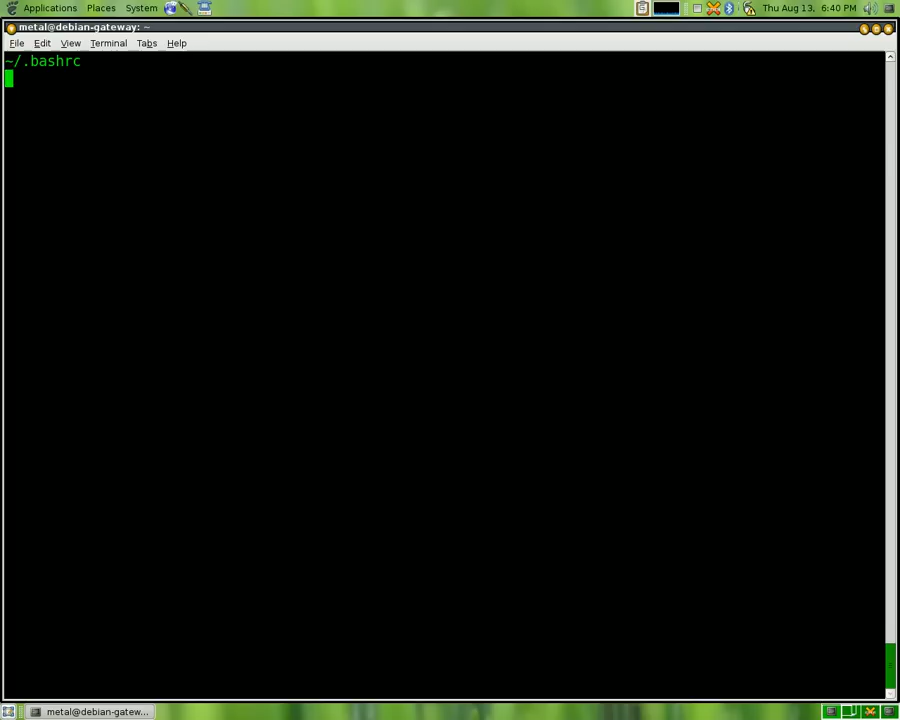 Applications Places System Thu Aug 13, 6:40 PM
metal@debian-gateway: ~
File Edit View Terminal Tabs Help
~/.bashrc
metal@debian-gatew...